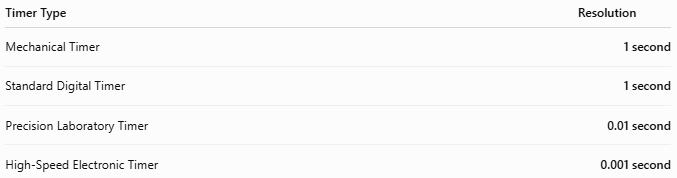 Timer Type Resolution
Mechanical Timer 1 second
Standard Digital Timer 1 second
Precision Laboratory Timer 0.01 second
High-Speed Electronic Timer 0.001 second